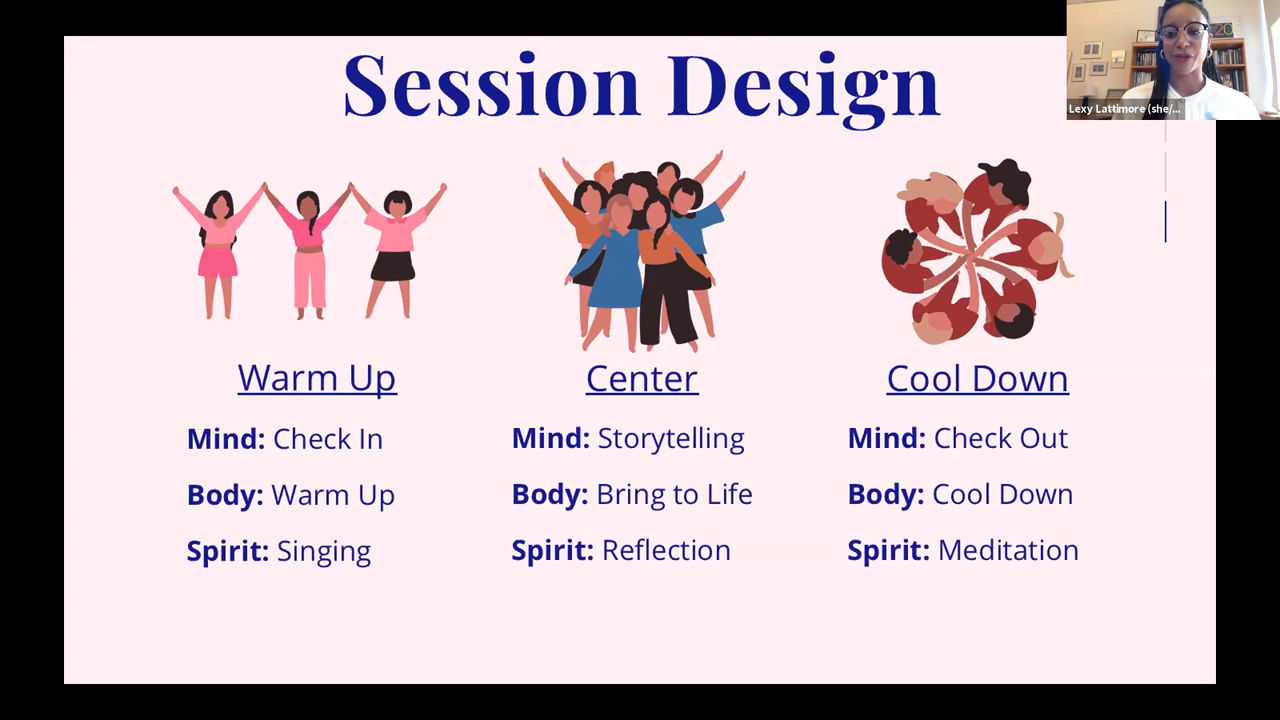 Session Design
Lexy Lattimore (she/...
20
Warm Up
Center
Cool Down
Mind: Check In
Mind: Storytelling
Mind: Check Out
Body: Warm Up
Body: Bring to Life
Body: Cool Down
Spirit: Singing
Spirit: Reflection
Spirit: Meditation